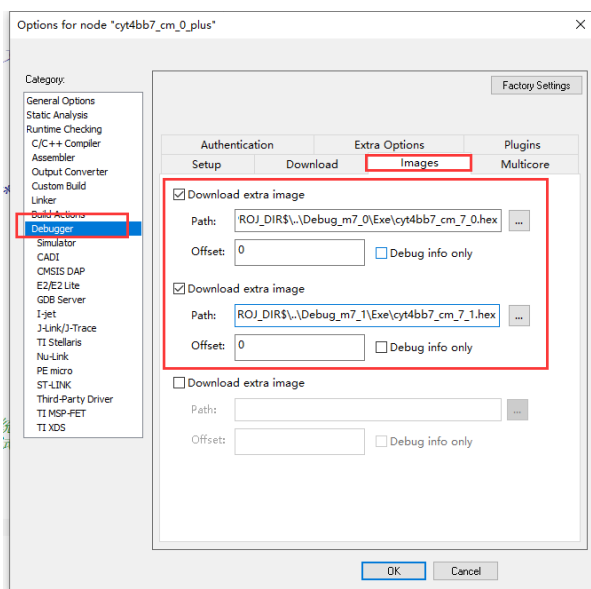 Options for node "cyt4bb7_cm_0_plus"
Category:
Factory Settings
General Options
Static Analysis
Runtime Checking
C/C++ Compiler
Assembler
Output Converter
Custom Build
Linker
Build Actions
Debugger
Simulator
CADI
CMSIS DAP
E2/E2 Lite
GDB Server
I-jet
J-Link/J-Trace
TI Stellaris
Nu-Link
PE micro
ST-LINK
Third-Party Driver
TI MSP-FET
TI XDS
Authentication Extra Options Plugins
Setup Download Images Multicore
Download extra image
Path: ROJ_DIR$\..\Debug_m7_0\Exe\cyt4bb7_cm_7_0.hex ...
Offset: 0 Debug info only
Download extra image
Path: ROJ_DIR$\..\Debug_m7_1\Exe\cyt4bb7_cm_7_1.hex ...
Offset: 0 Debug info only
Download extra image
Path: ...
Offset: Debug info only
OK Cancel